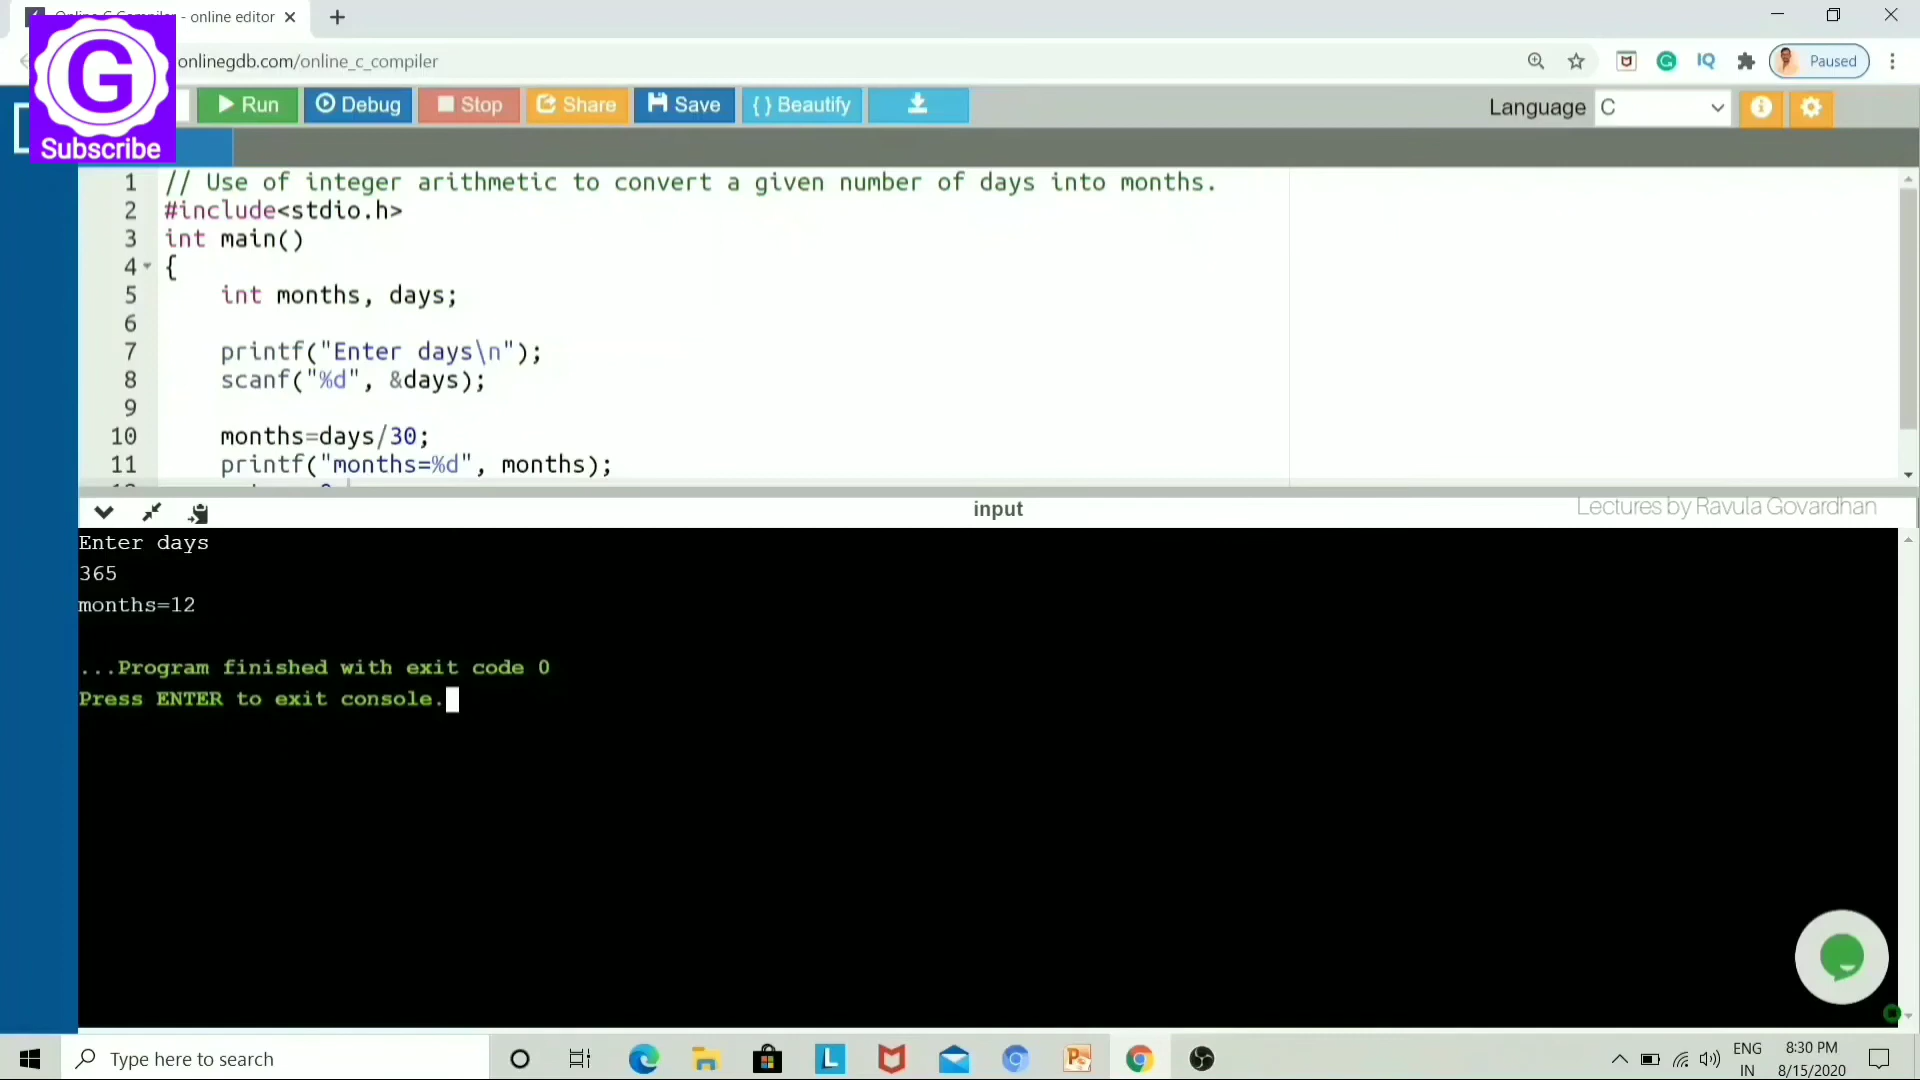 - online editor
onlinegdb.com/online_c_compiler
Paused
G
Subscribe
Run
Debug
Stop
Share
Save
{ } Beautify
Language
C
1 // Use of integer arithmetic to convert a given number of days into months.
2 #include<stdio.h>
3 int main()
4 {
5 int months, days;
6
7 printf("Enter days\n");
8 scanf("%d", &days);
9
10 months=days/30;
11 printf("months=%d", months);
input
Lectures by Ravula Govardhan
Enter days
365
months=12
...Program finished with exit code 0
Press ENTER to exit console.
Type here to search
ENG
IN
8:30 PM
8/15/2020